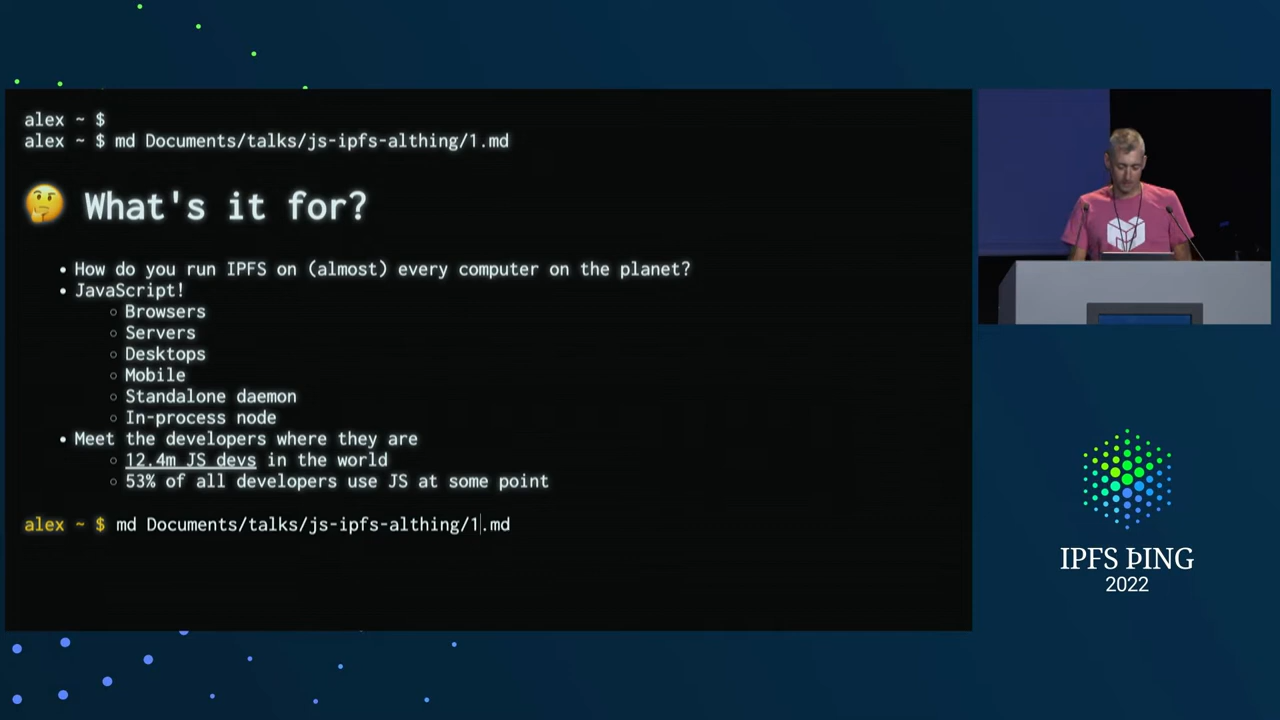 alex ~ $
alex ~ $ md Documents/talks/js-ipfs-althing/1.md
🤔 What's it for?
• How do you run IPFS on (almost) every computer on the planet?
• JavaScript!
◦ Browsers
◦ Servers
◦ Desktops
◦ Mobile
◦ Standalone daemon
◦ In-process node
• Meet the developers where they are
◦ 12.4m JS devs in the world
◦ 53% of all developers use JS at some point
alex ~ $ md Documents/talks/js-ipfs-althing/1.md
IPFS ÞING
2022